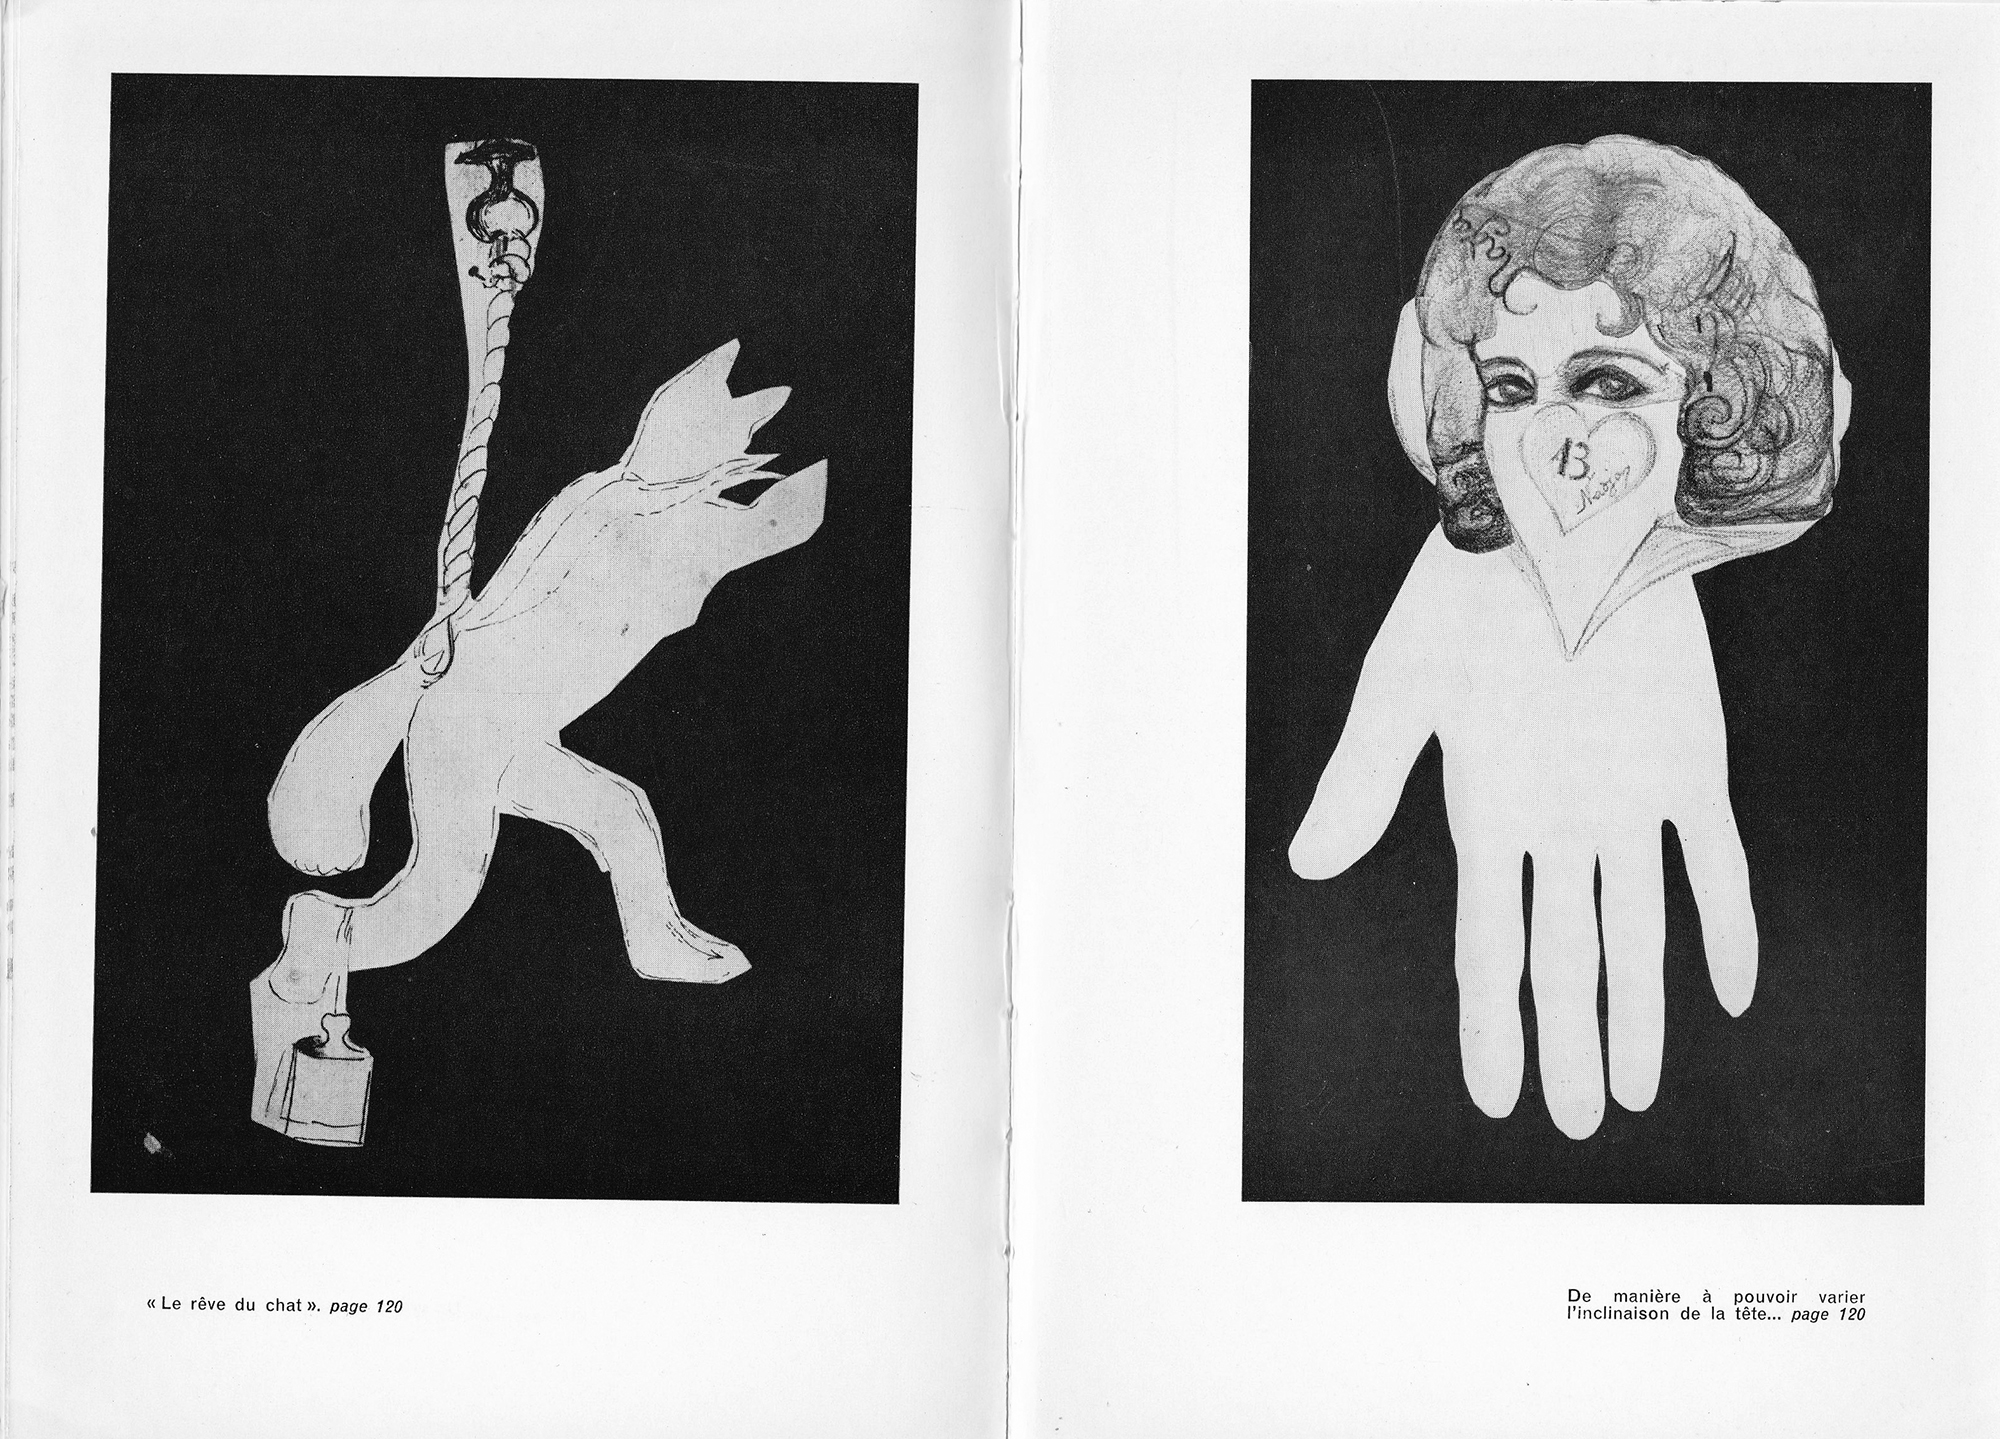 « Le rêve du chat ». page 120
13
Nadja
De manière à pouvoir varier
l'inclinaison de la tête... page 120